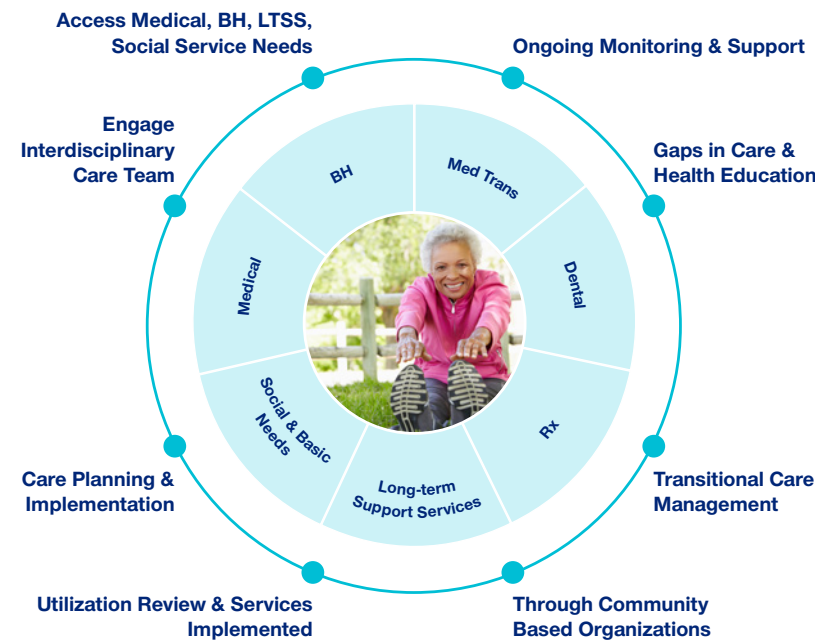 Access Medical, BH, LTSS,
Social Service Needs
Ongoing Monitoring & Support
Engage
Interdisciplinary
Care Team
Gaps in Care &
Health Education
BH
Med Trans
Medical
Dental
Social & Basic
Needs
Rx
Long-term
Support Services
Care Planning &
Implementation
Transitional Care
Management
Utilization Review & Services
Implemented
Through Community
Based Organizations